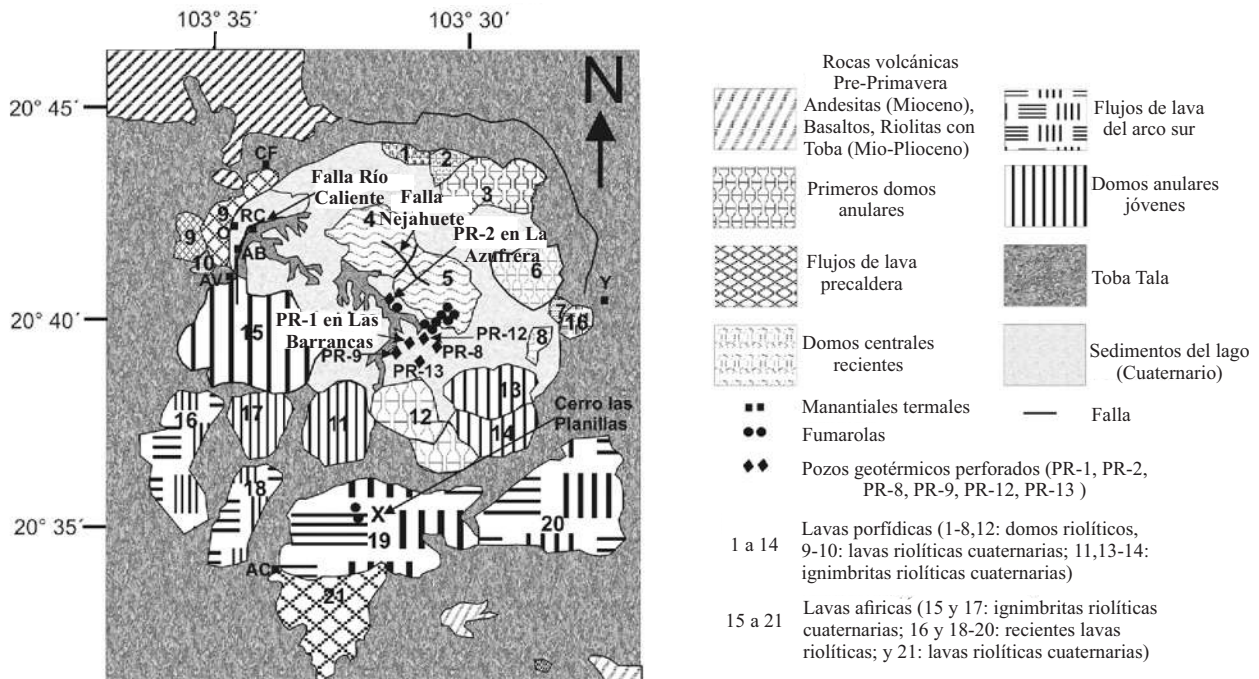 103° 35'
103° 30'
20° 45'
20° 40'
20° 35'
N
CF
1
2
3
Falla Río
Caliente
Falla
Nejahuete
PR-2 en La
Azufrera
9
RC
O
9
AB
10
AV
4
5
6
Y
7
16
8
15
PR-1 en Las
Barrancas
PR-12
PR-9
PR-8
PR-13
13
Cerro las
Planillas
16
17
11
12
14
18
X
19
20
AC
21
Rocas volcánicas
Pre-Primavera
Andesitas (Mioceno),
Basaltos, Riolitas con
Toba (Mio-Plioceno)
Flujos de lava
del arco sur
Primeros domos
anulares
Domos anulares
jóvenes
Flujos de lava
precaldera
Toba Tala
Domos centrales
recientes
Sedimentos del lago
(Cuaternario)
Manantiales termales
Falla
Fumarolas
Pozos geotérmicos perforados (PR-1, PR-2,
PR-8, PR-9, PR-12, PR-13 )
1 a 14
Lavas porfídicas (1-8,12: domos riolíticos,
9-10: lavas riolíticas cuaternarias; 11,13-14:
ignimbritas riolíticas cuaternarias)
15 a 21
Lavas afiricas (15 y 17: ignimbritas riolíticas
cuaternarias; 16 y 18-20: recientes lavas
riolíticas; y 21: lavas riolíticas cuaternarias)